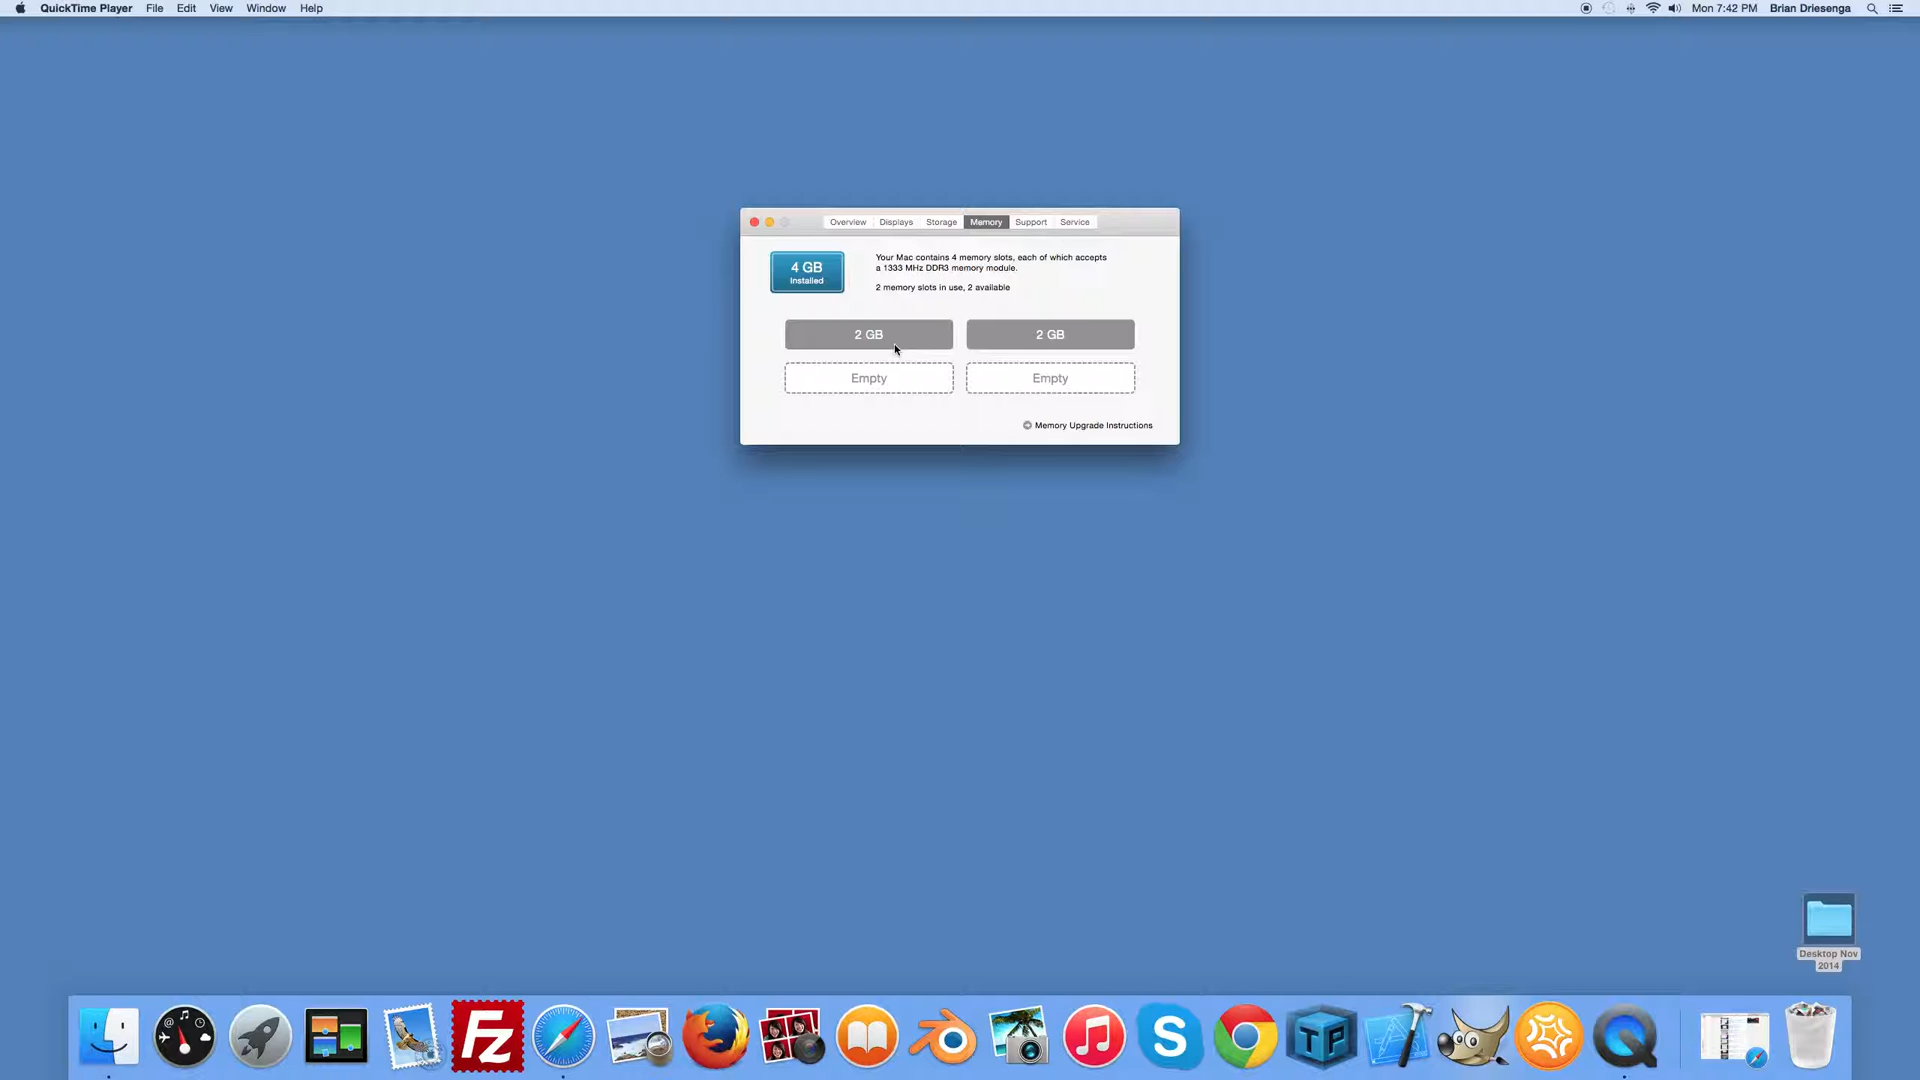 QuickTime Player File Edit View Window Help Mon 7:42 PM Brian Driesenga
Overview Displays Storage Memory Support Service
4 GB
Installed
Your Mac contains 4 memory slots, each of which accepts
a 1333 MHz DDR3 memory module.
2 memory slots in use, 2 available
2 GB 2 GB
Empty Empty
Memory Upgrade Instructions
Desktop Nov
2014
Fz
S
TP